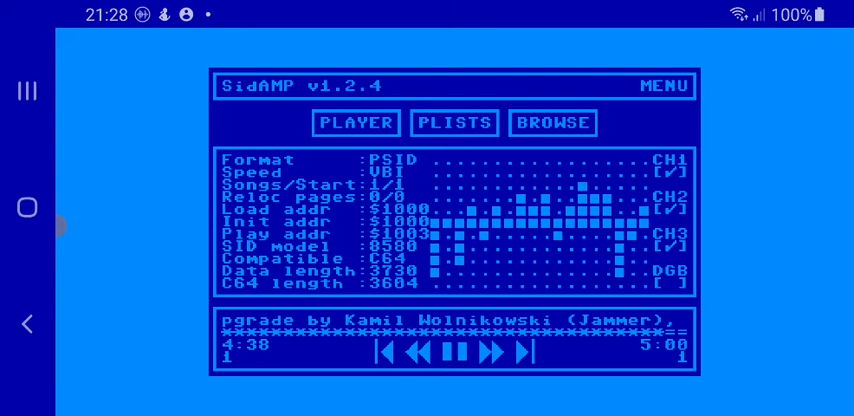 21:28
100%
SidAMP v1.2.4 MENU
PLAYER PLISTS BROWSE
Format :PSID CH1
Speed :VBI [✓]
Songs/Start:1/1
Reloc pages:0/0 CH2
Load addr :$1000 [✓]
Init addr :$1000
Play addr :$1003 CH3
SID model :8580 [✓]
Compatible :C64
Data length:3730 DGB
C64 length :3604 [ ]
pgrade by Kamil Wolnikowski (Jammer),
4:38 5:00
1 1